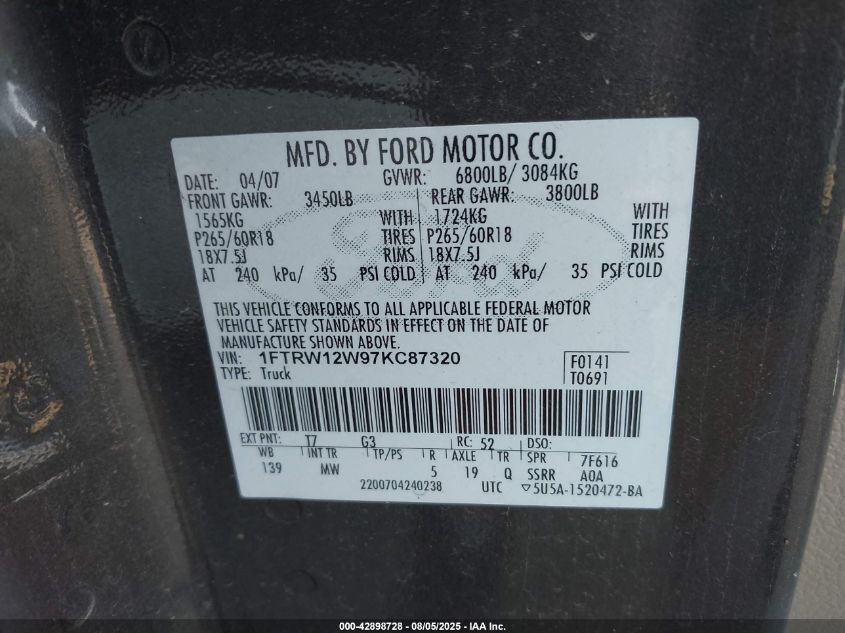 MFD. BY FORD MOTOR CO.
DATE: 04/07 GVWR: 6800LB/ 3084KG
FRONT GAWR: 3450LB REAR GAWR: 3800LB
1565KG WITH 1724KG WITH
P265/60R18 TIRES P265/60R18 TIRES
18X7.5J RIMS 18X7.5J RIMS
AT 240 kPa/ 35 PSI COLD AT 240 kPa/ 35 PSI COLD
THIS VEHICLE CONFORMS TO ALL APPLICABLE FEDERAL MOTOR
VEHICLE SAFETY STANDARDS IN EFFECT ON THE DATE OF
MANUFACTURE SHOWN ABOVE.
VIN: 1FTRW12W97KC87320 F0141
TYPE: Truck T0691
EXT PNT: T7 G3 RC: 52 DSO:
WB INT TR TP/PS R AXLE TR SPR 7F616
139 MW 5 19 Q SSRR A0A
2200704240238 UTC ▽5U5A-1520472-BA
000-42898728 - 08/05/2025 - IAA Inc.